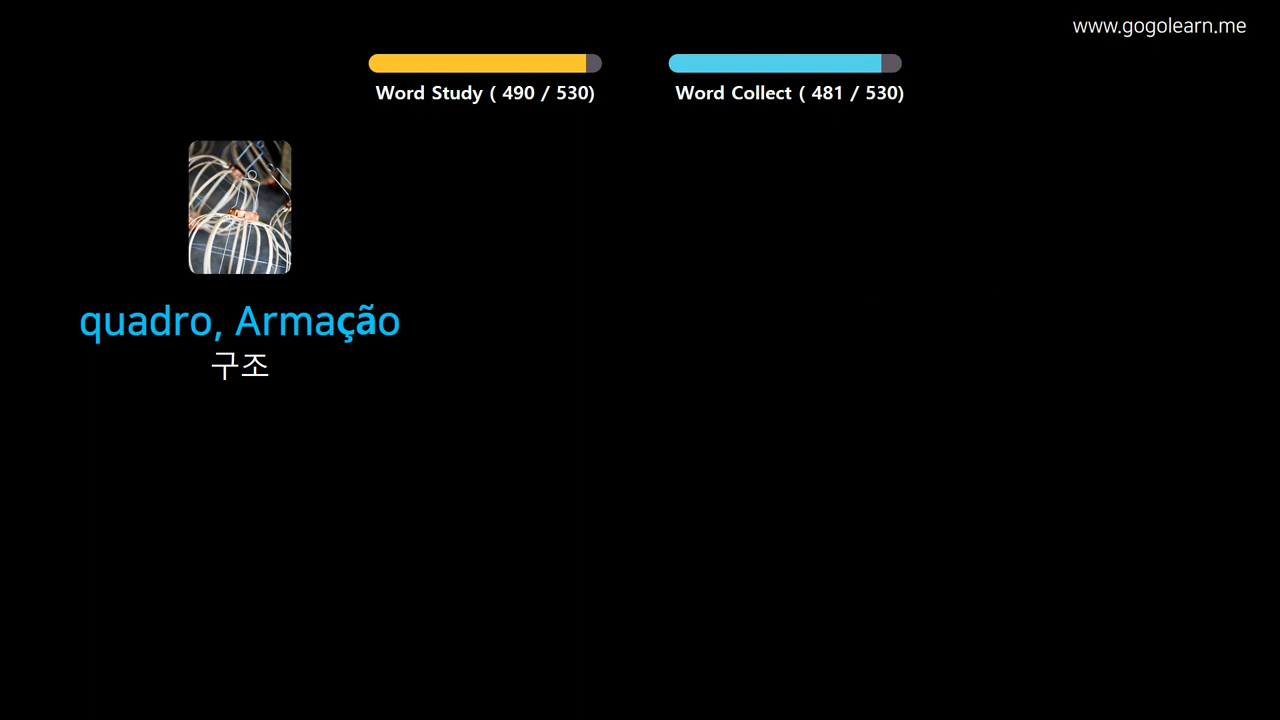 www.gogolearn.me
Word Study ( 490 / 530)
Word Collect ( 481 / 530)
quadro, Armação
구조